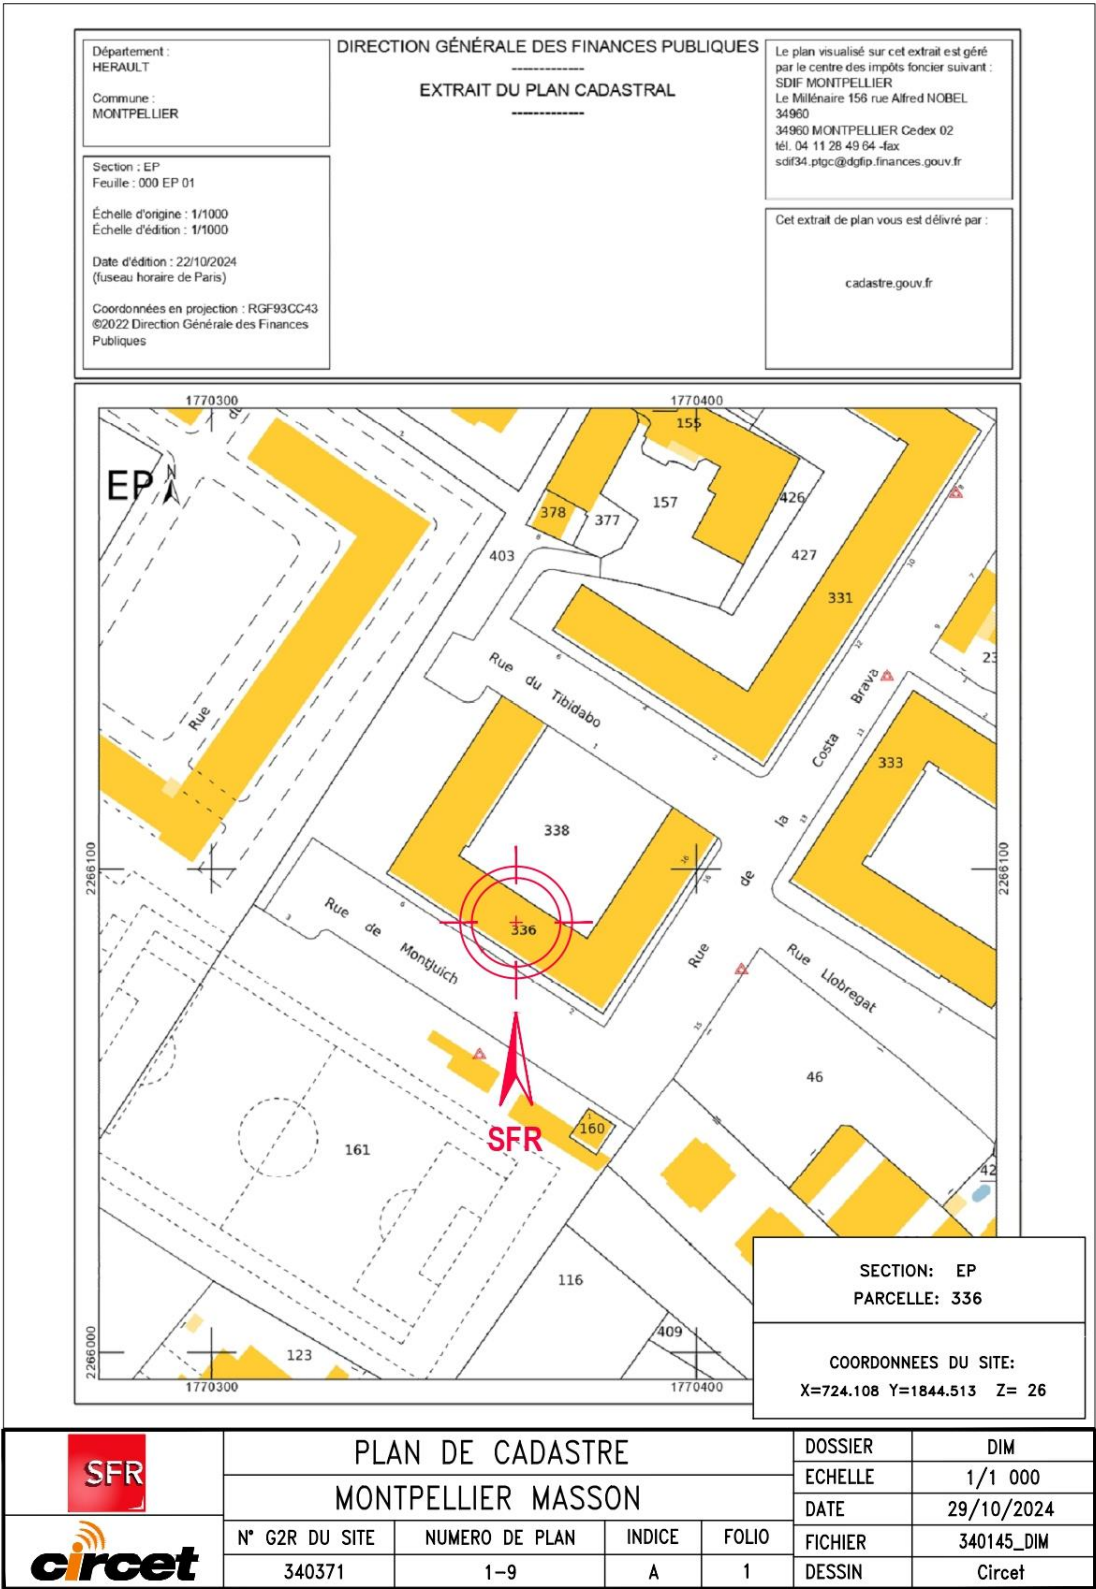 Département :
HERAULT
Commune :
MONTPELLIER
Section : EP
Feuille : 000 EP 01
Échelle d'origine : 1/1000
Échelle d'édition : 1/1000
Date d'édition : 22/10/2024
(fuseau horaire de Paris)
Coordonnées en projection : RGF93CC43
©2022 Direction Générale des Finances
Publiques
DIRECTION GÉNÉRALE DES FINANCES PUBLIQUES
-------------
EXTRAIT DU PLAN CADASTRAL
-------------
Le plan visualisé sur cet extrait est géré
par le centre des impôts foncier suivant :
SDIF MONTPELLIER
Le Millénaire 156 rue Alfred NOBEL
34960
34960 MONTPELLIER Cedex 02
tél. 04 11 28 49 64 -fax
sdif34.ptgc@dgfip.finances.gouv.fr
Cet extrait de plan vous est délivré par :
cadastre.gouv.fr
1770300
1770400
EP
N
155
157
426
378
377
427
403
331
Rue du Tibidabo
Rue
Rue de la Costa Brava
333
338
2266100
2266100
336
Rue de Montjuich
Rue Llobregat
46
SFR
160
161
42
116
409
123
2266000
1770300
1770400
SECTION: EP
PARCELLE: 336
COORDONNEES DU SITE:
X=724.108 Y=1844.513 Z= 26
SFR
circet
PLAN DE CADASTRE
MONTPELLIER MASSON
N° G2R DU SITE
NUMERO DE PLAN
INDICE
FOLIO
340371
1-9
A
1
DOSSIER
DIM
ECHELLE
1/1 000
DATE
29/10/2024
FICHIER
340145_DIM
DESSIN
Circet